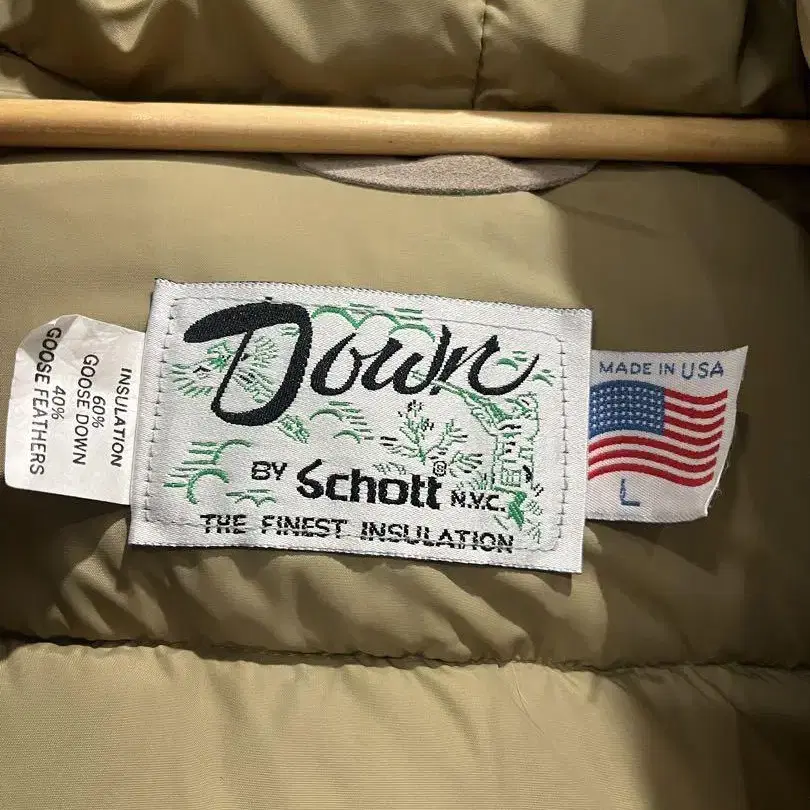 INSULATION
60%
GOOSE DOWN
40%
GOOSE FEATHERS
Down
BY Schott® N.Y.C.
THE FINEST INSULATION
MADE IN USA
L